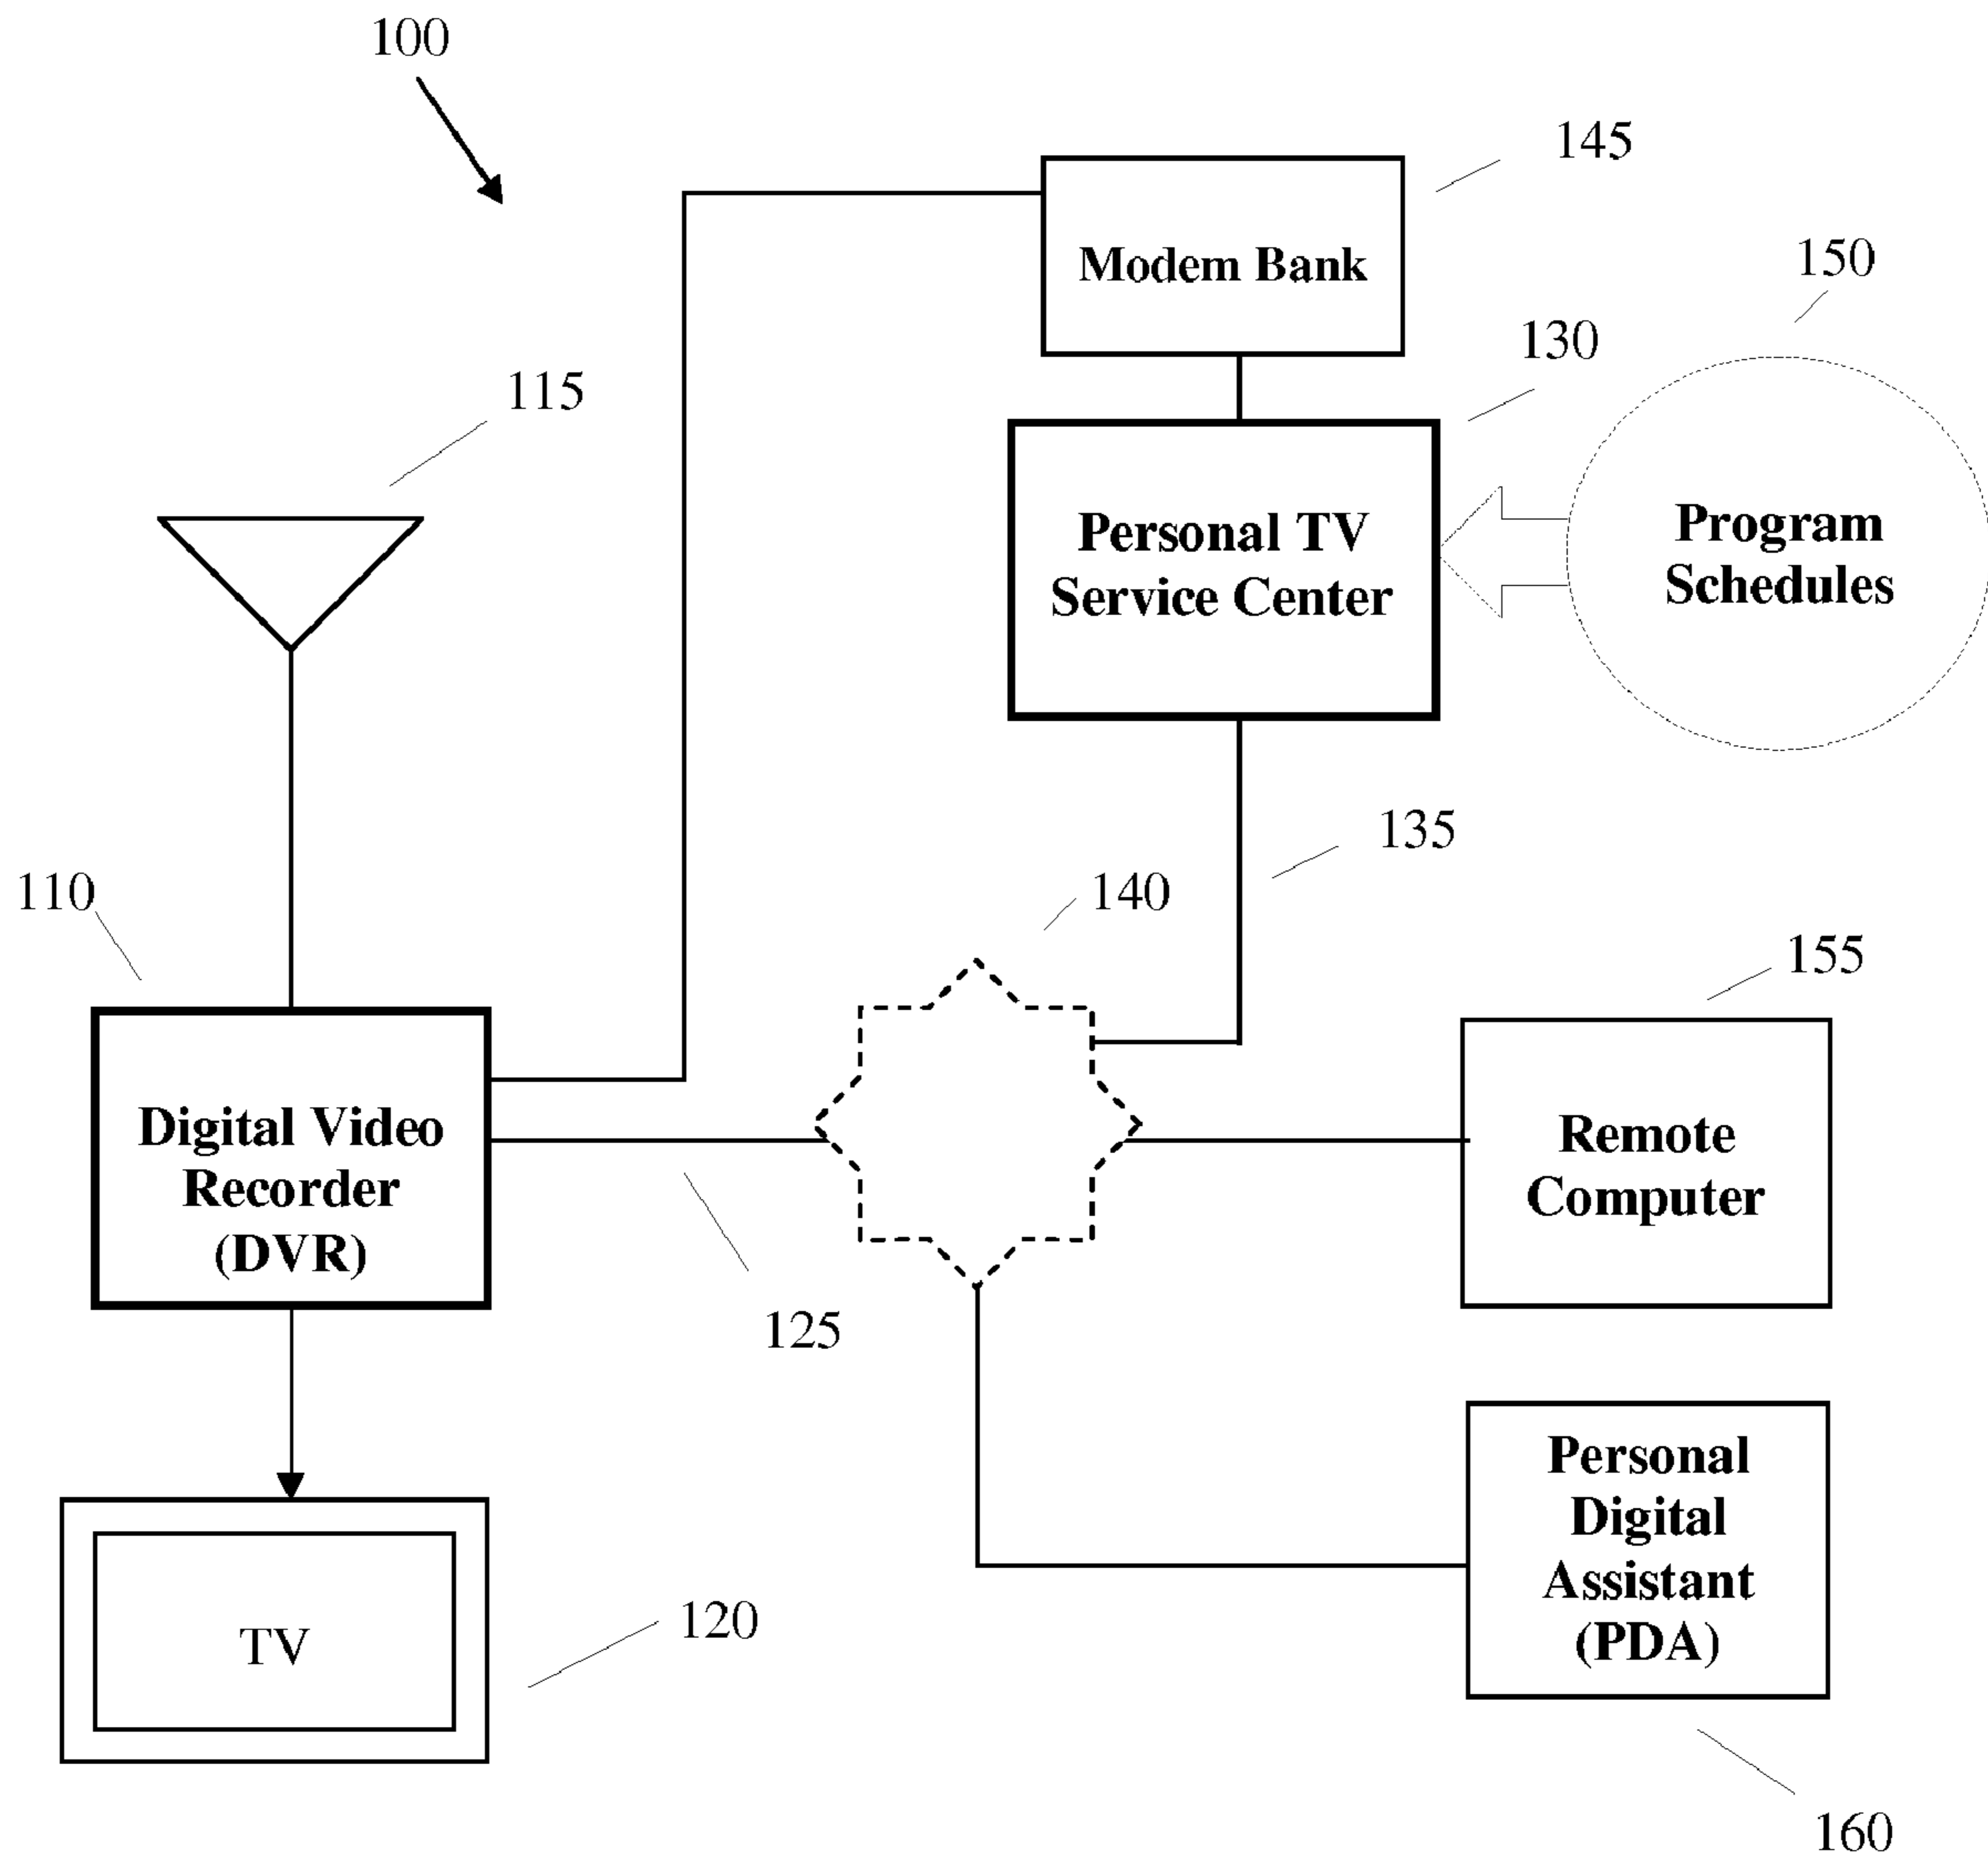 100
145
Modem Bank
150
130
115
Personal TV
Service Center
Program
Schedules
135
110
140
155
Digital Video
Recorder
(DVR)
Remote
Computer
125
Personal
Digital
Assistant
(PDA)
TV
120
160